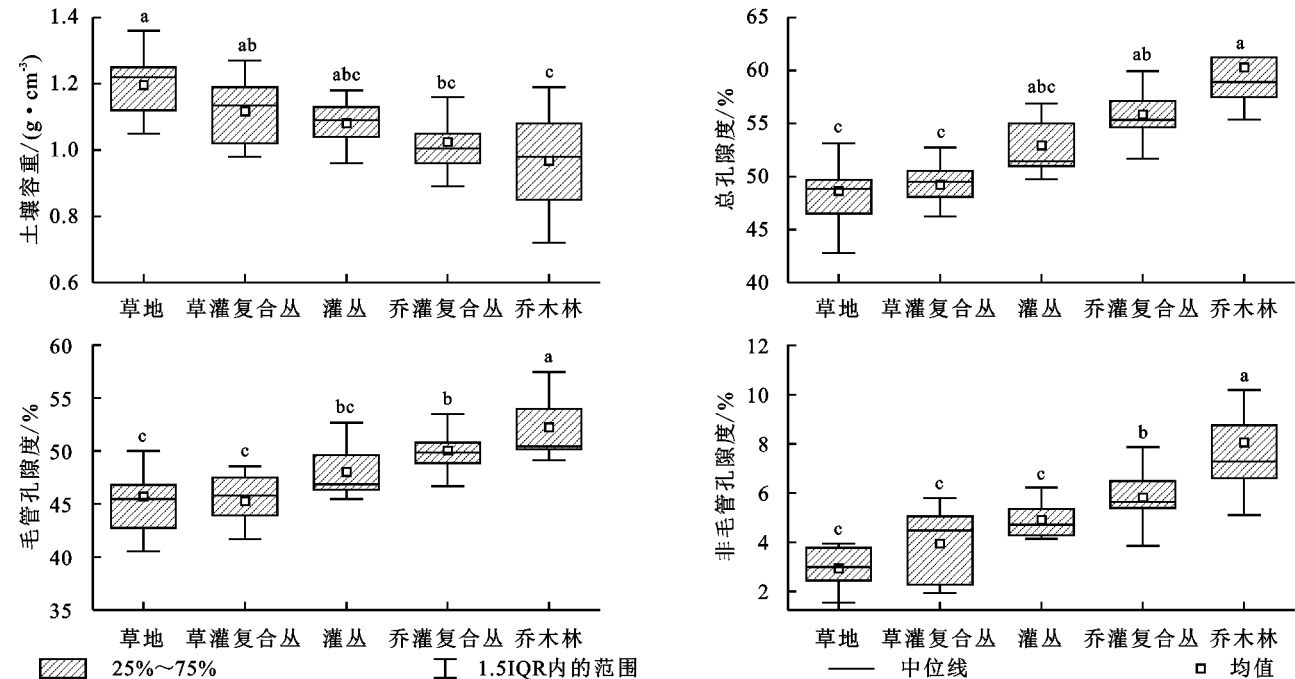 土壤容重/(g·cm⁻³)
1.4
1.2
1.0
0.8
0.6
a
ab
abc
bc
c
草地 草灌复合丛 灌丛 乔灌复合丛 乔木林
总孔隙度/%
65
60
55
50
45
40
c
c
abc
ab
a
草地 草灌复合丛 灌丛 乔灌复合丛 乔木林
毛管孔隙度/%
60
55
50
45
40
35
c
c
bc
b
a
草地 草灌复合丛 灌丛 乔灌复合丛 乔木林
非毛管孔隙度/%
12
10
8
6
4
2
c
c
c
b
a
草地 草灌复合丛 灌丛 乔灌复合丛 乔木林
25%～75% 1.5IQR内的范围 中位线 均值